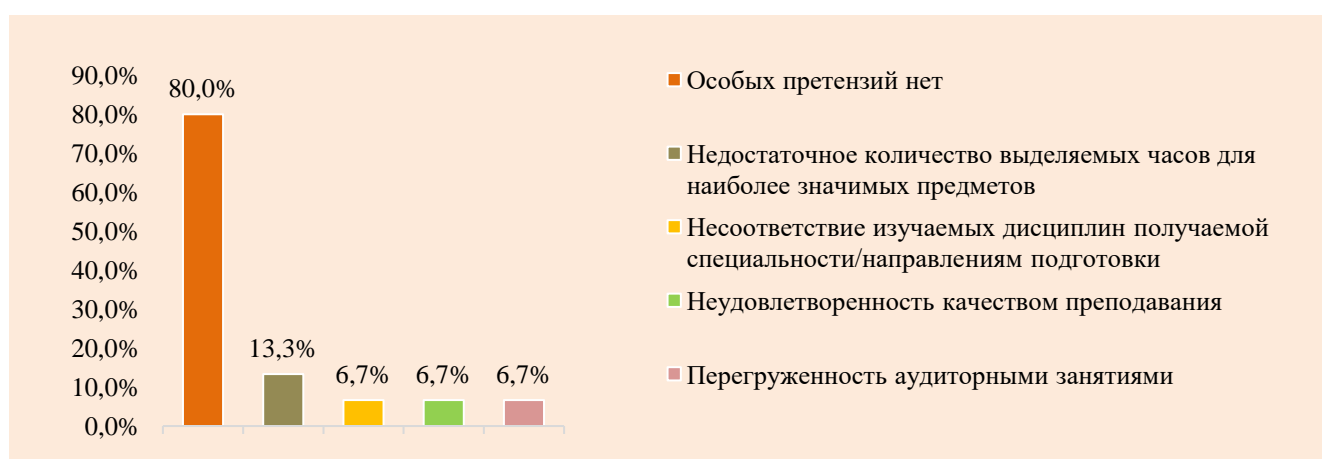 90,0%
80,0%
70,0%
60,0%
50,0%
40,0%
30,0%
20,0%
10,0%
0,0%
80,0%
13,3%
6,7%
6,7%
6,7%
Особых претензий нет
Недостаточное количество выделяемых часов для
наиболее значимых предметов
Несоответствие изучаемых дисциплин получаемой
специальности/направлениям подготовки
Неудовлетворенность качеством преподавания
Перегруженность аудиторными занятиями